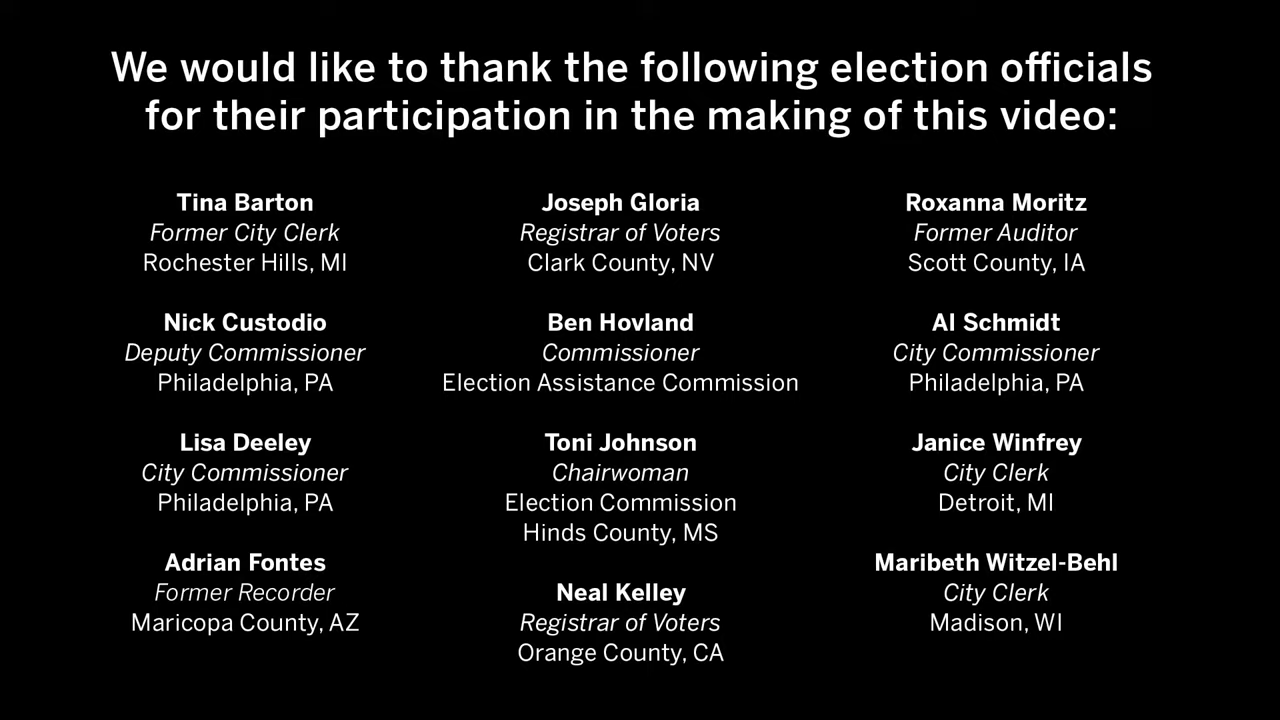 We would like to thank the following election officials
for their participation in the making of this video:
Tina Barton
Former City Clerk
Rochester Hills, MI
Nick Custodio
Deputy Commissioner
Philadelphia, PA
Lisa Deeley
City Commissioner
Philadelphia, PA
Adrian Fontes
Former Recorder
Maricopa County, AZ
Joseph Gloria
Registrar of Voters
Clark County, NV
Ben Hovland
Commissioner
Election Assistance Commission
Toni Johnson
Chairwoman
Election Commission
Hinds County, MS
Neal Kelley
Registrar of Voters
Orange County, CA
Roxanna Moritz
Former Auditor
Scott County, IA
Al Schmidt
City Commissioner
Philadelphia, PA
Janice Winfrey
City Clerk
Detroit, MI
Maribeth Witzel-Behl
City Clerk
Madison, WI